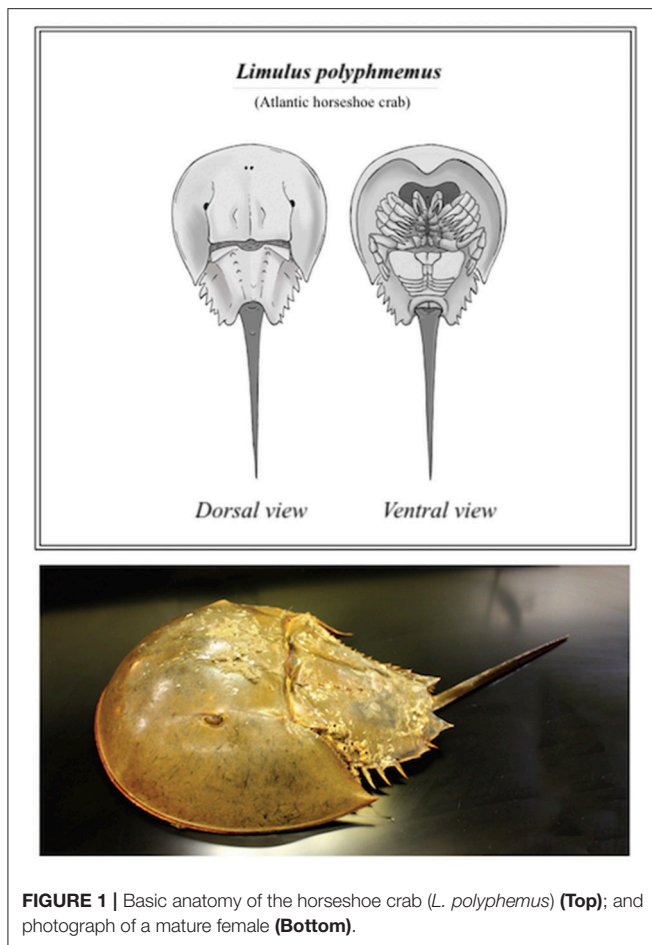 Limulus polyphmemus
(Atlantic horseshoe crab)
Dorsal view
Ventral view
FIGURE 1 | Basic anatomy of the horseshoe crab (L. polyphemus) (Top); and
photograph of a mature female (Bottom).